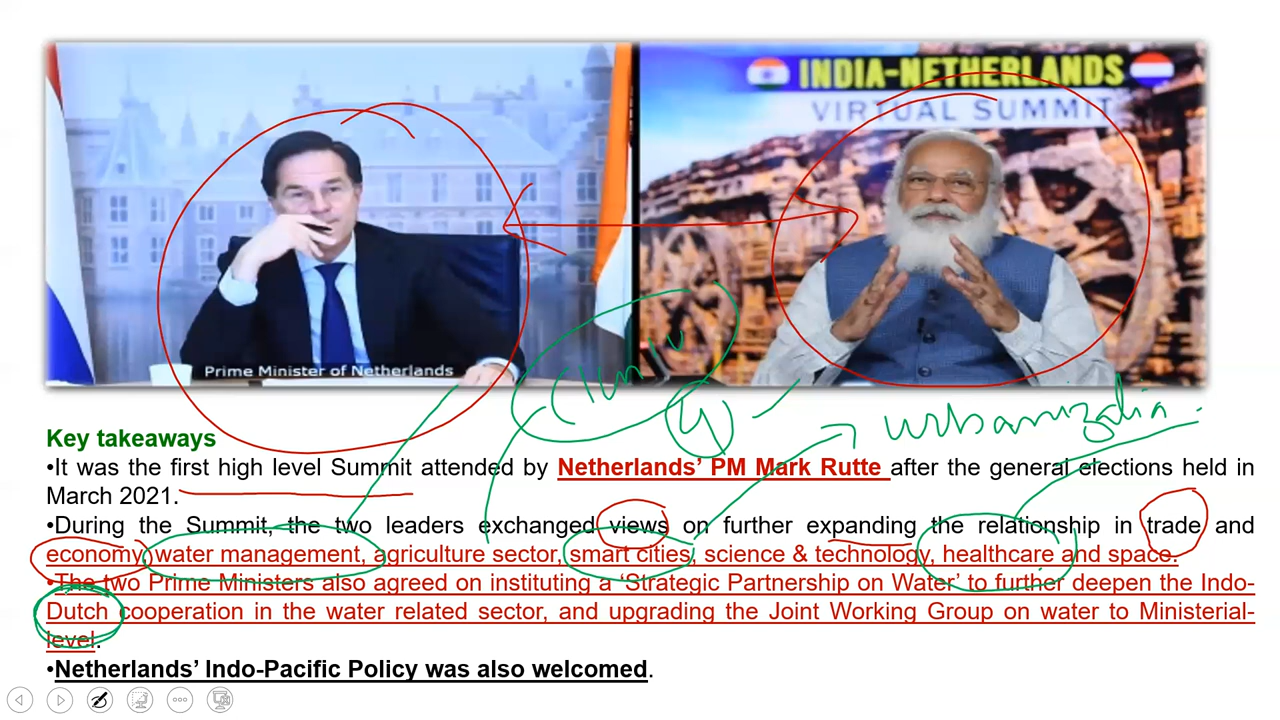 INDIA-NETHERLANDS
VIRTUAL SUMMIT
Prime Minister of Netherlands
urbanization
Key takeaways
•It was the first high level Summit attended by Netherlands' PM Mark Rutte after the general elections held in
March 2021.
•During the Summit, the two leaders exchanged views on further expanding the relationship in trade and
economy, water management, agriculture sector, smart cities, science & technology, healthcare and space.
•The two Prime Ministers also agreed on instituting a 'Strategic Partnership on Water' to further deepen the Indo-
Dutch cooperation in the water related sector, and upgrading the Joint Working Group on water to Ministerial-
level.
•Netherlands' Indo-Pacific Policy was also welcomed.